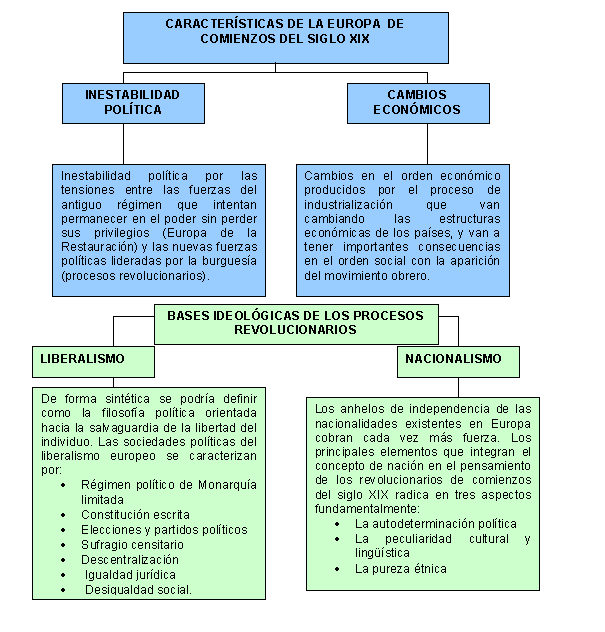 CARACTERÍSTICAS DE LA EUROPA DE
COMIENZOS DEL SIGLO XIX
INESTABILIDAD
POLÍTICA
CAMBIOS
ECONÓMICOS
Inestabilidad política por las
tensiones entre las fuerzas del
antiguo régimen que intentan
permanecer en el poder sin perder
sus privilegios (Europa de la
Restauración) y las nuevas fuerzas
políticas lideradas por la burguesía
(procesos revolucionarios).
Cambios en el orden económico
producidos por el proceso de
industrialización que van
cambiando las estructuras
económicas de los países, y van a
tener importantes consecuencias
en el orden social con la aparición
del movimiento obrero.
BASES IDEOLÓGICAS DE LOS PROCESOS
REVOLUCIONARIOS
LIBERALISMO
NACIONALISMO
De forma sintética se podría definir
como la filosofía política orientada
hacia la salvaguardia de la libertad del
individuo. Las sociedades políticas del
liberalismo europeo se caracterizan
por:
• Régimen político de Monarquía
limitada
• Constitución escrita
• Elecciones y partidos políticos
• Sufragio censitario
• Descentralización
• Igualdad jurídica
• Desigualdad social.
Los anhelos de independencia de las
nacionalidades existentes en Europa
cobran cada vez más fuerza. Los
principales elementos que integran el
concepto de nación en el pensamiento
de los revolucionarios de comienzos
del siglo XIX radica en tres aspectos
fundamentalmente:
• La autodeterminación política
• La peculiaridad cultural y
lingüística
• La pureza étnica